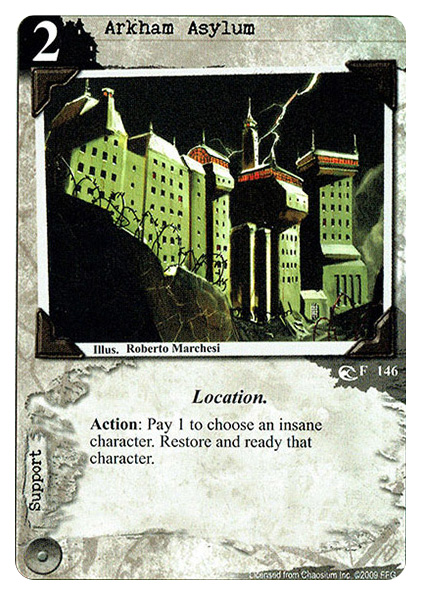 2
Arkham Asylum
Illus. Roberto Marchesi
F 146
Location.
Action: Pay 1 to choose an insane
character. Restore and ready that
character.
Support
Licensed from Chaosium Inc. ©2009 FFG